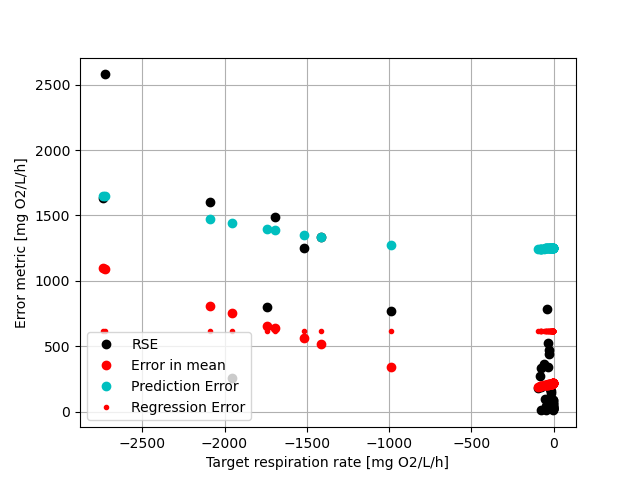 2500
2000
1500
1000
500
0
Error metric [mg O2/L/h]
RSE
Error in mean
Prediction Error
Regression Error
−2500 −2000 −1500 −1000 −500 0
Target respiration rate [mg O2/L/h]